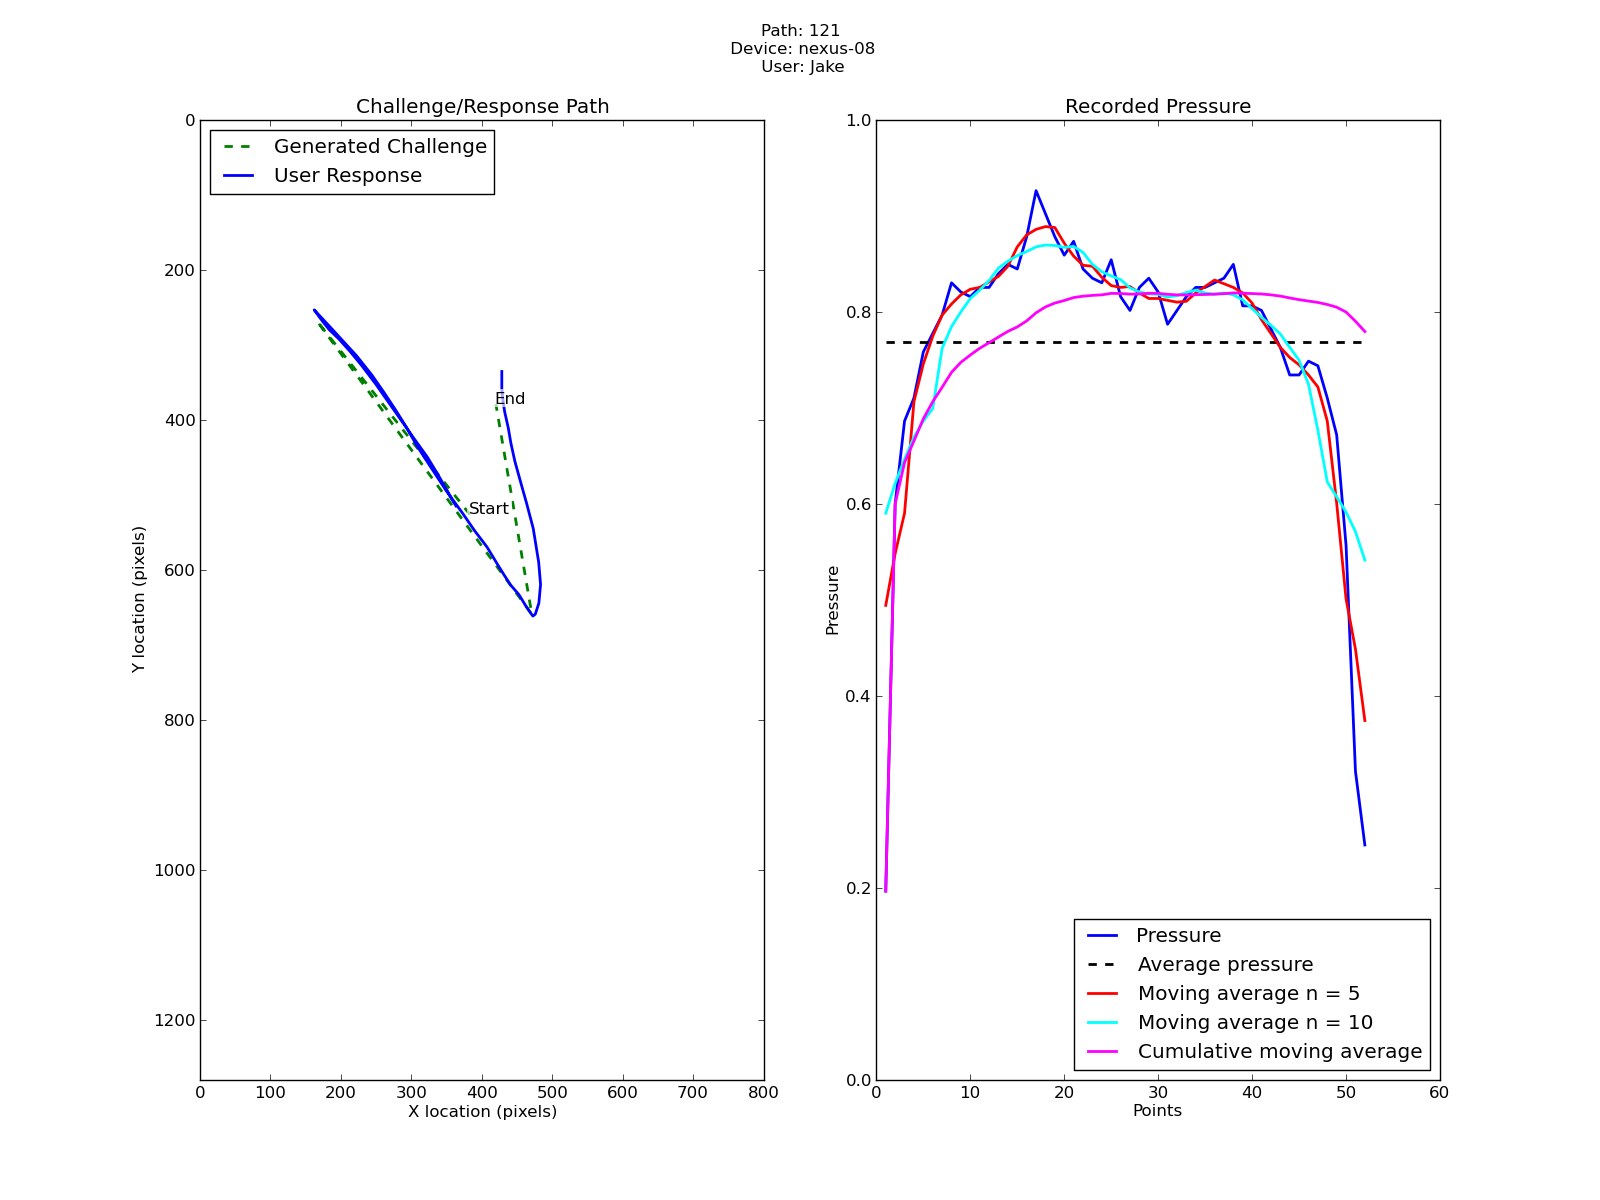 Path: 121
Device: nexus-08
User: Jake
Challenge/Response Path
Generated Challenge
User Response
0
200
400
600
800
1000
1200
Y location (pixels)
End
Start
0 100 200 300 400 500 600 700 800
X location (pixels)
Recorded Pressure
1.0
0.8
0.6
0.4
0.2
0.0
Pressure
Pressure
Average pressure
Moving average n = 5
Moving average n = 10
Cumulative moving average
0 10 20 30 40 50 60
Points